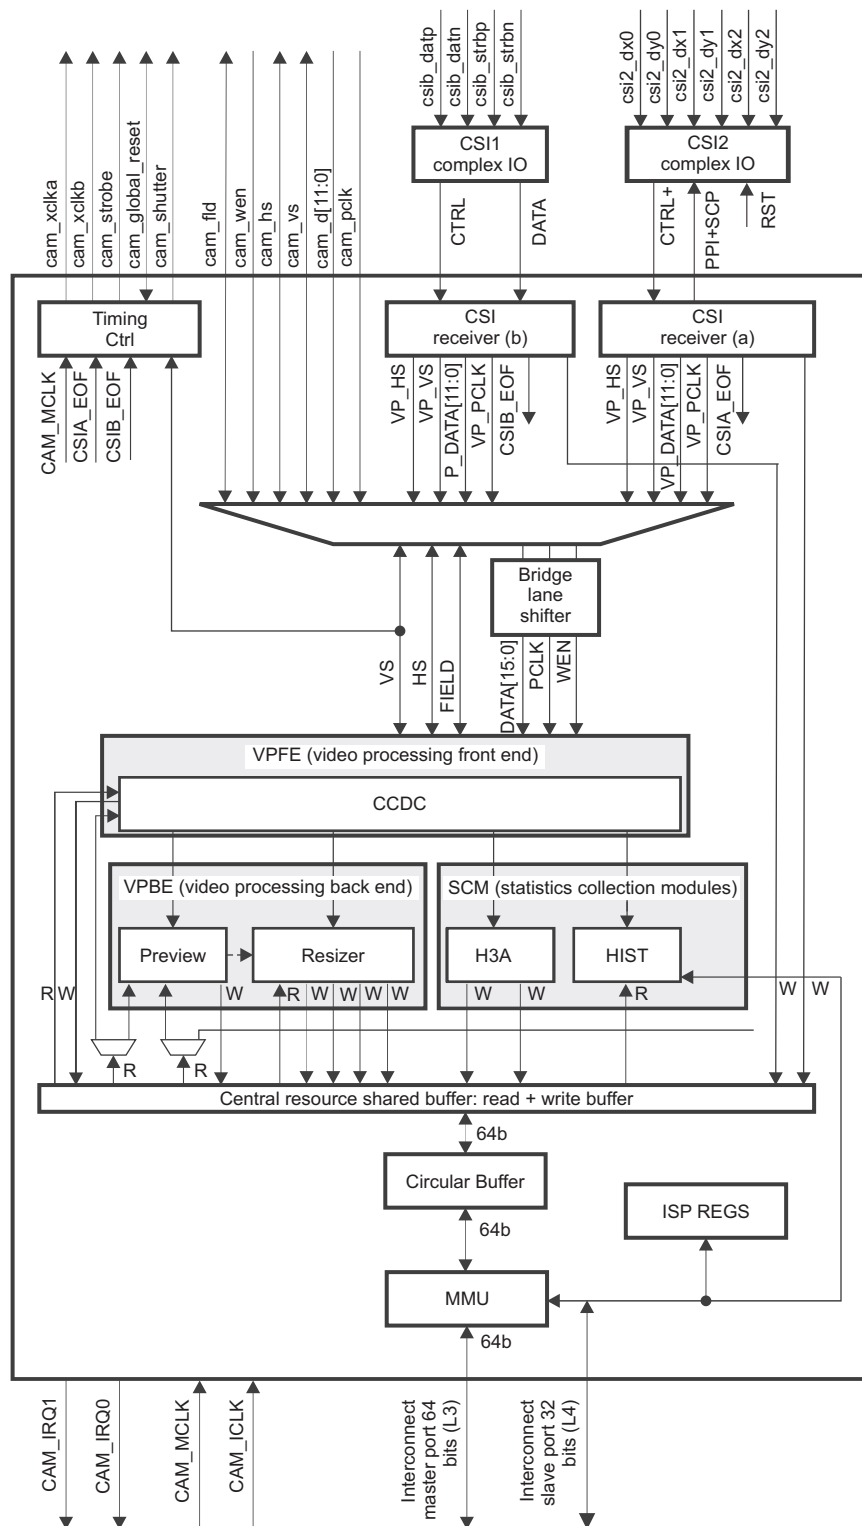 csib_datp
csib_datn
csib_strbp
csib_strbn
csi2_dx0
csi2_dy0
csi2_dx1
csi2_dy1
csi2_dx2
csi2_dy2
CSI1
complex IO
CSI2
complex IO
cam_xclka
cam_xclkb
cam_strobe
cam_global_reset
cam_shutter
cam_fld
cam_wen
cam_hs
cam_vs
cam_d[11:0]
cam_pclk
CTRL
DATA
CTRL+
PPI+SCP
RST
Timing
Ctrl
CSI
receiver (b)
CSI
receiver (a)
CAM_MCLK
CSIA_EOF
CSIB_EOF
VP_HS
VP_VS
P_DATA[11:0]
VP_PCLK
CSIB_EOF
VP_HS
VP_VS
VP_DATA[11:0]
VP_PCLK
CSIA_EOF
Bridge
lane
shifter
VS
HS
FIELD
DATA[15:0]
PCLK
WEN
VPFE (video processing front end)
CCDC
VPBE (video processing back end)
SCM (statistics collection modules)
Preview
Resizer
H3A
HIST
R
W
W
R
W
W
W
W
W
W
R
W
W
R
R
Central resource shared buffer: read + write buffer
64b
Circular Buffer
ISP REGS
64b
MMU
64b
CAM_IRQ1
CAM_IRQ0
CAM_MCLK
CAM_ICLK
Interconnect
master port 64
bits (L3)
Interconnect
slave port 32
bits (L4)